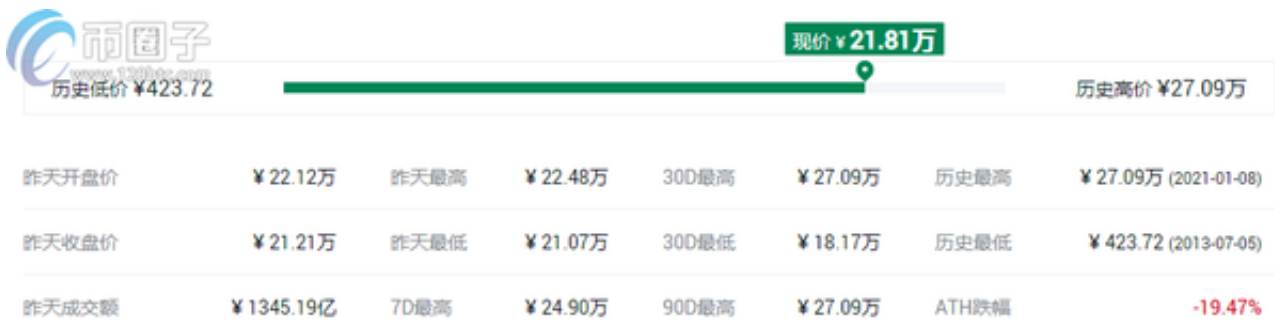 币圈子
www.120btc.com
现价 ¥ 21.81万
历史低价 ¥423.72 历史高价 ¥27.09万
昨天开盘价 ¥ 22.12万 昨天最高 ¥ 22.48万 30D最高 ¥ 27.09万 历史最高 ¥ 27.09万 (2021-01-08)
昨天收盘价 ¥ 21.21万 昨天最低 ¥ 21.07万 30D最低 ¥ 18.17万 历史最低 ¥ 423.72 (2013-07-05)
昨天成交额 ¥ 1345.19亿 7D最高 ¥ 24.90万 90D最高 ¥ 27.09万 ATH跌幅 -19.47%